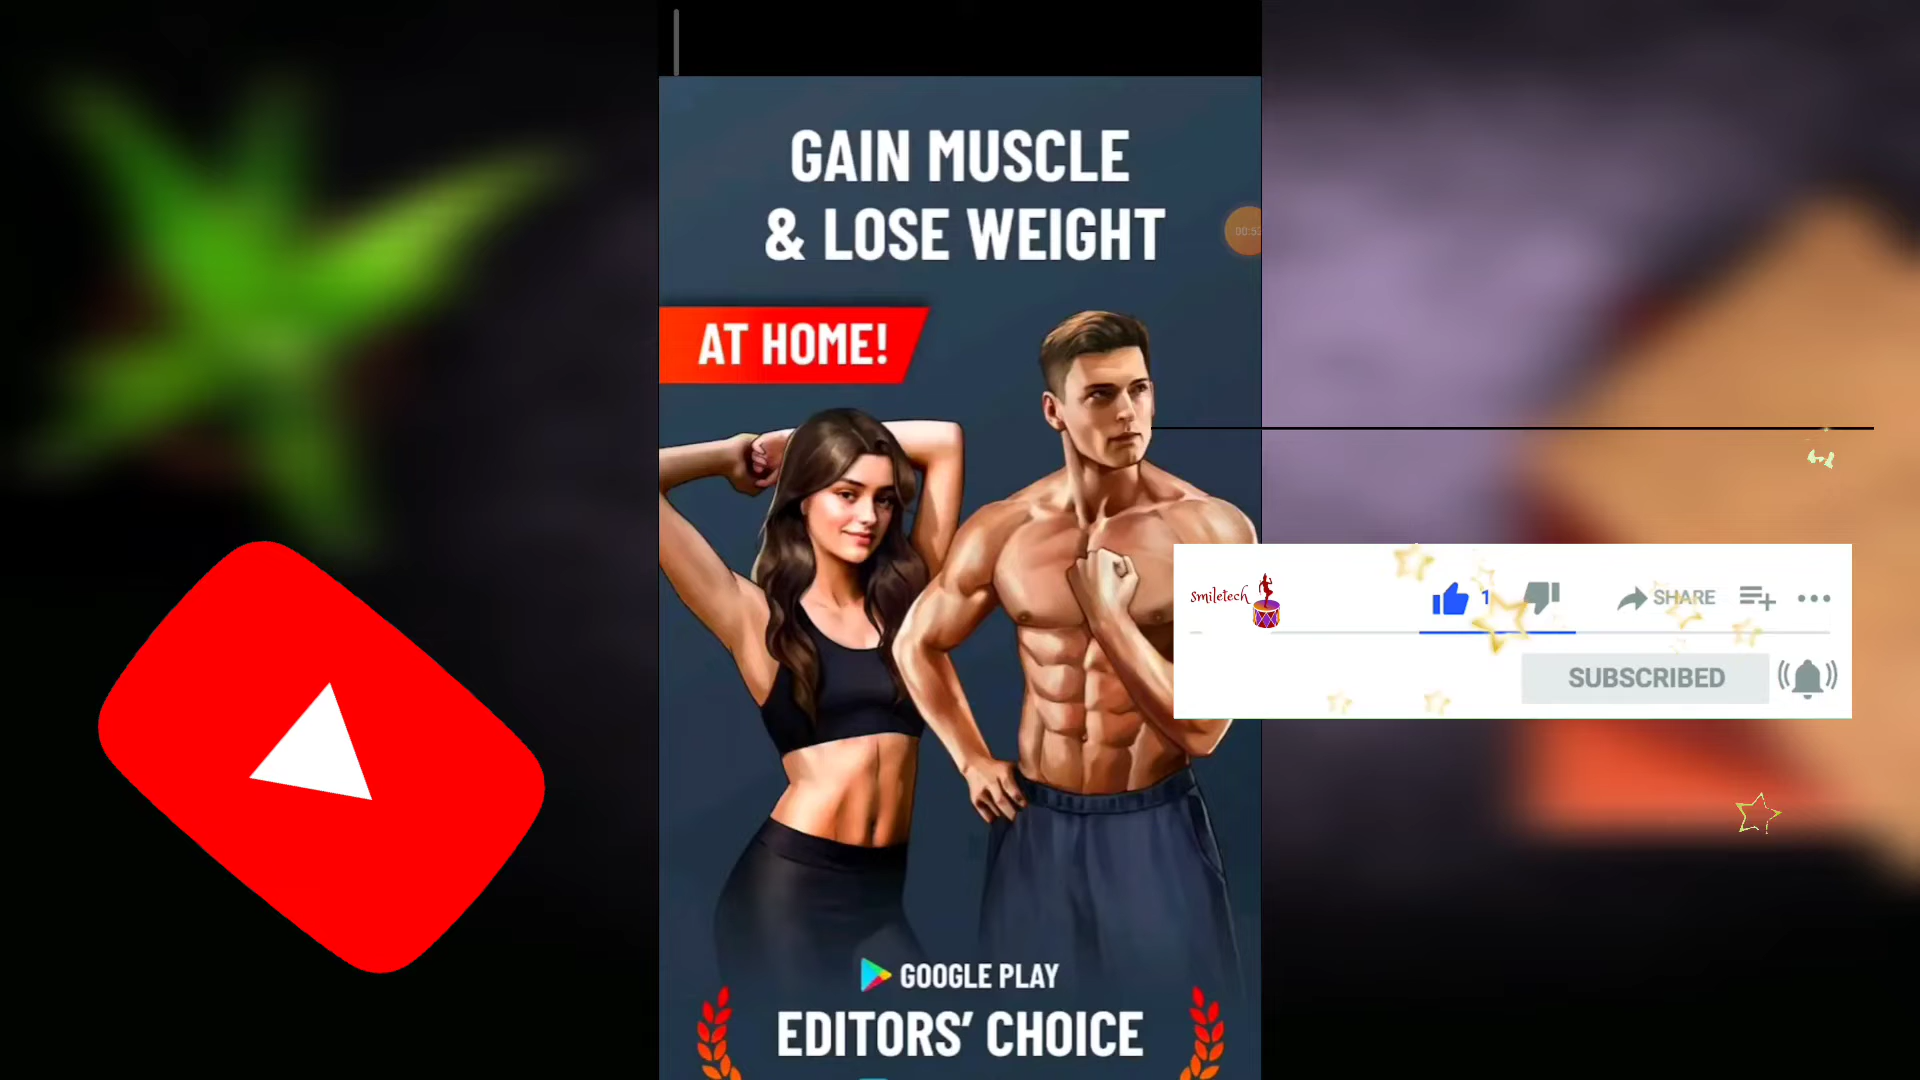 GAIN MUSCLE
& LOSE WEIGHT
AT HOME!
smiletech
1
SHARE
SUBSCRIBED
GOOGLE PLAY
EDITORS' CHOICE